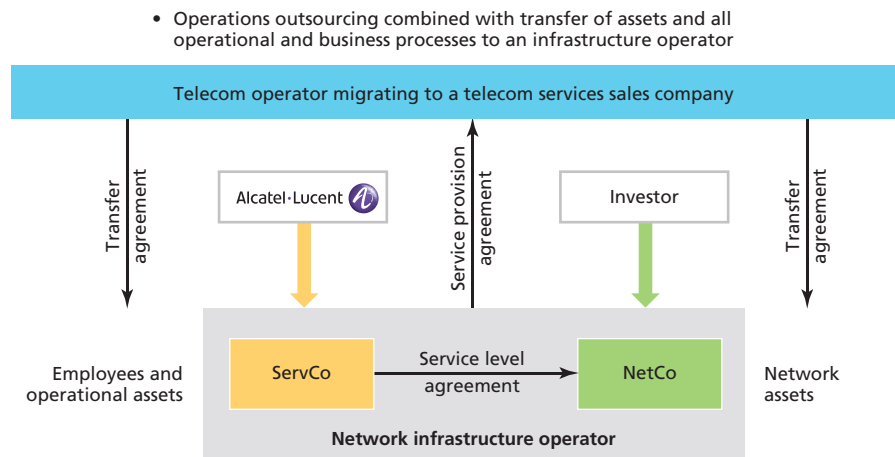 • Operations outsourcing combined with transfer of assets and all
operational and business processes to an infrastructure operator
Telecom operator migrating to a telecom services sales company
Transfer
agreement
Alcatel·Lucent
Service provision
agreement
Investor
Transfer
agreement
Employees and
operational assets
ServCo
Service level
agreement
NetCo
Network
assets
Network infrastructure operator